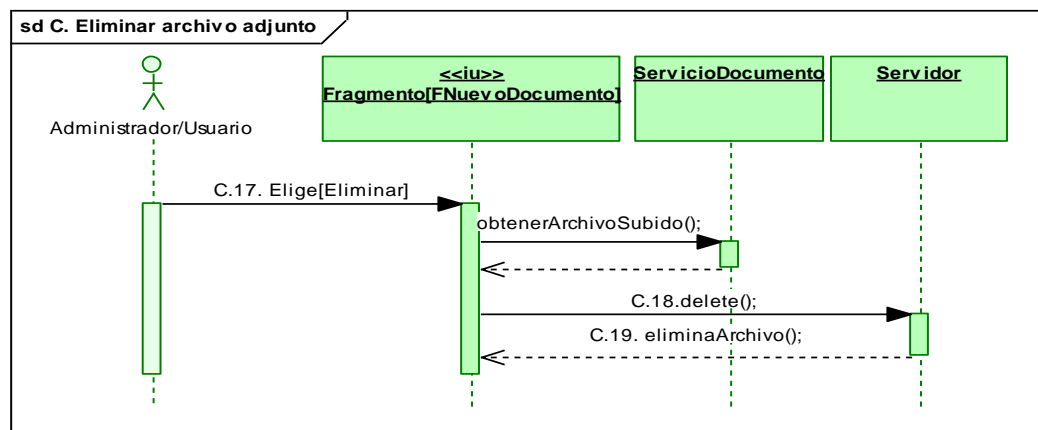 sd C. Eliminar archivo adjunto
<<iu>>
Fragmento[FNuevoDocumento]
ServicioDocumento
Servidor
Administrador/Usuario
C.17. Elige[Eliminar]
obtenerArchivoSubido();
C.18.delete();
C.19. eliminaArchivo();